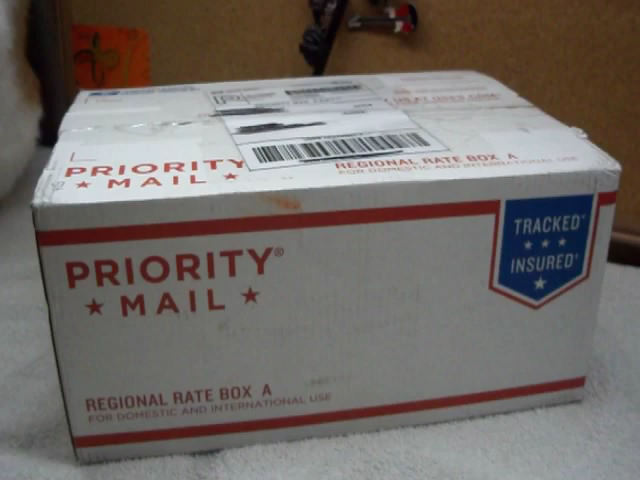 PRIORITY
★ MAIL ★
REGIONAL RATE BOX A
FOR DOMESTIC AND INTERNATIONAL USE
PRIORITY®
★ MAIL ★
TRACKED*
★ ★ ★
INSURED*
★
REGIONAL RATE BOX A
FOR DOMESTIC AND INTERNATIONAL USE